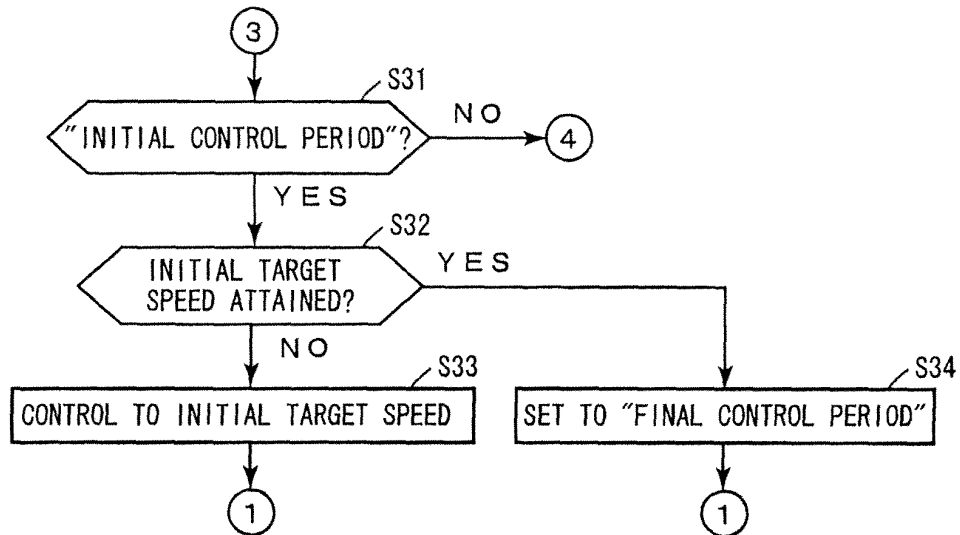 3
S31
"INITIAL CONTROL PERIOD"?
NO
4
YES
S32
INITIAL TARGET
SPEED ATTAINED?
YES
NO
S33
CONTROL TO INITIAL TARGET SPEED
S34
SET TO "FINAL CONTROL PERIOD"
1
1